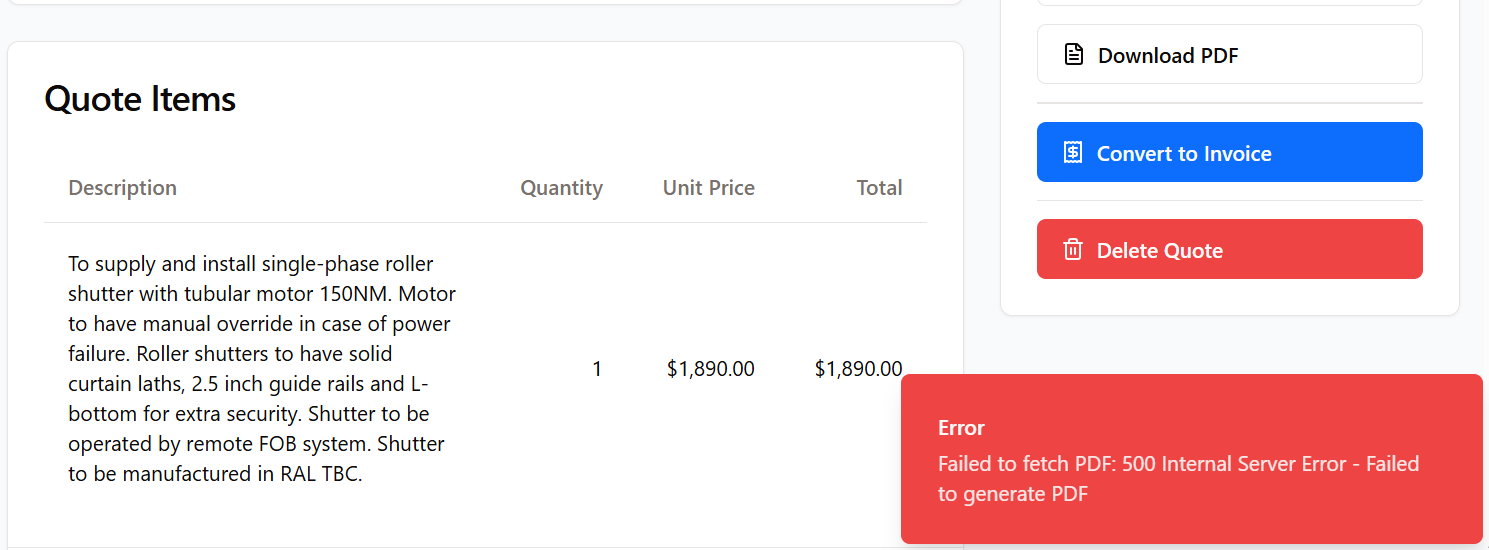 Quote Items
Description Quantity Unit Price Total
To supply and install single-phase roller
shutter with tubular motor 150NM. Motor
to have manual override in case of power
failure. Roller shutters to have solid
curtain laths, 2.5 inch guide rails and L-
bottom for extra security. Shutter to be
operated by remote FOB system. Shutter
to be manufactured in RAL TBC.
1 $1,890.00 $1,890.00
Download PDF
Convert to Invoice
Delete Quote
Error
Failed to fetch PDF: 500 Internal Server Error - Failed
to generate PDF